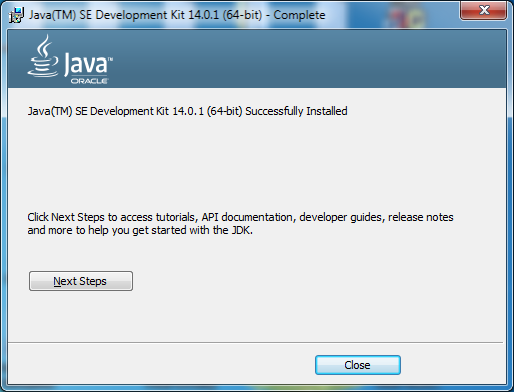 Java(TM) SE Development Kit 14.0.1 (64-bit) - Complete
Java™
ORACLE
Java(TM) SE Development Kit 14.0.1 (64-bit) Successfully Installed
Click Next Steps to access tutorials, API documentation, developer guides, release notes
and more to help you get started with the JDK.
Next Steps
Close